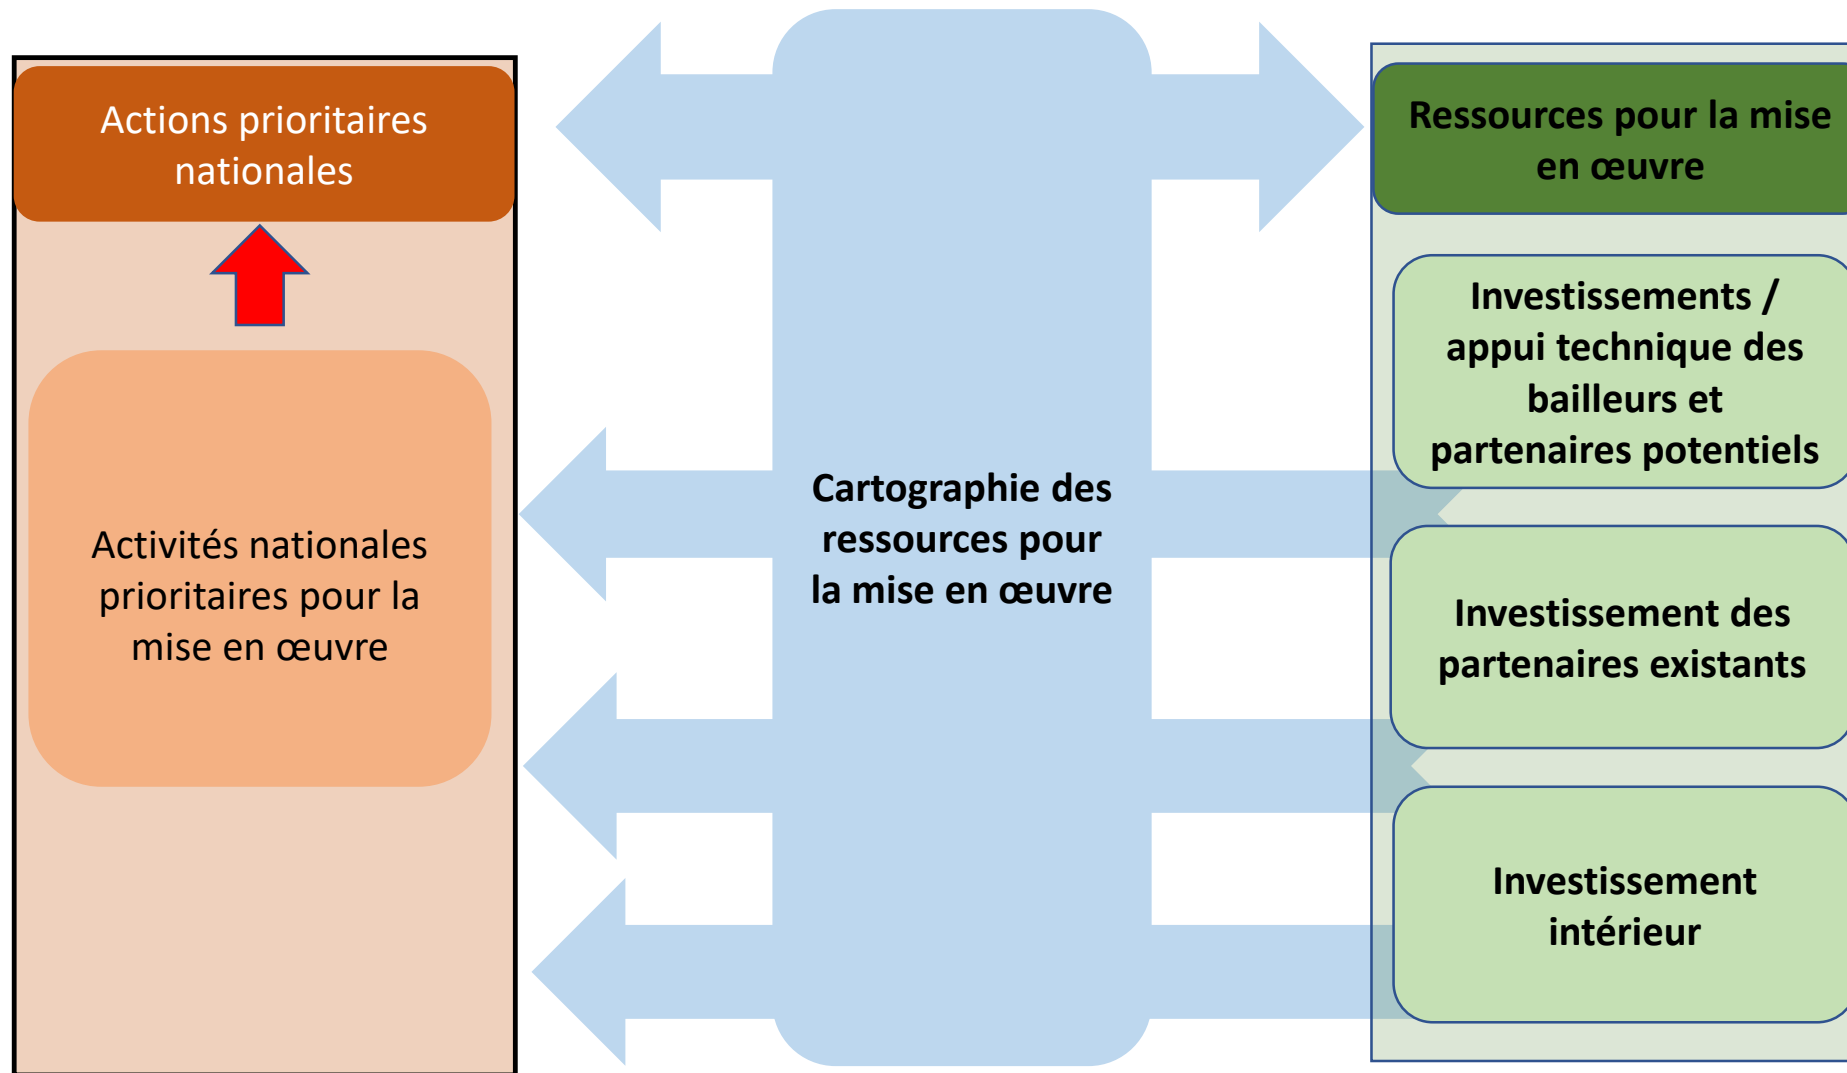 Actions prioritaires
nationales
Activités nationales
prioritaires pour la
mise en œuvre
Cartographie des
ressources pour
la mise en œuvre
Ressources pour la mise
en œuvre
Investissements /
appui technique des
bailleurs et
partenaires potentiels
Investissement des
partenaires existants
Investissement
intérieur